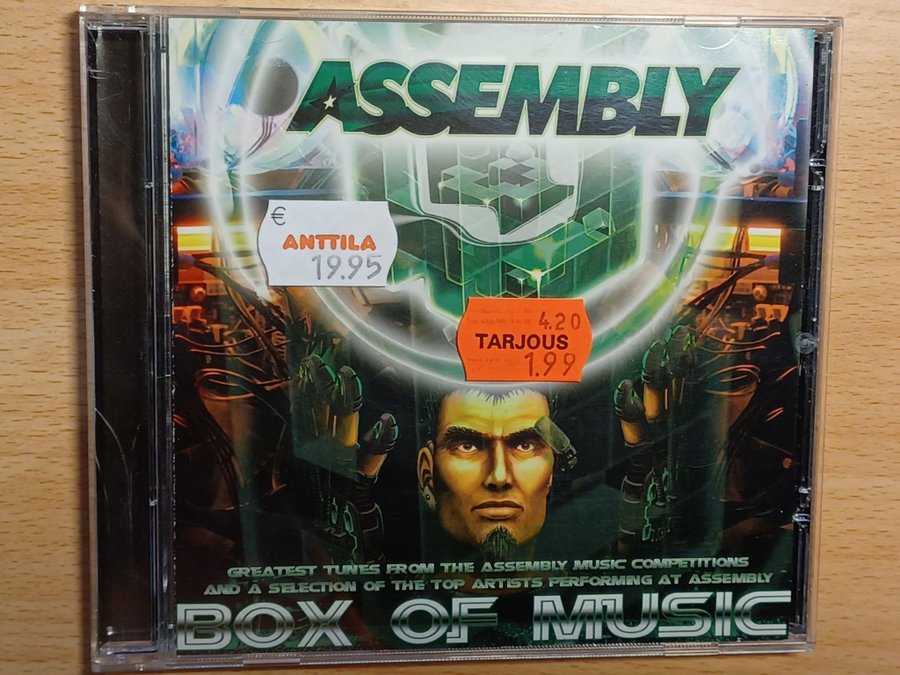 ASSEMBLY
€
ANTTILA
19.95
4.20
TARJOUS
1.99
GREATEST TUNES FROM THE ASSEMBLY MUSIC COMPETITIONS
AND A SELECTION OF THE TOP ARTISTS PERFORMING AT ASSEMBLY
BOX OF MUSIC